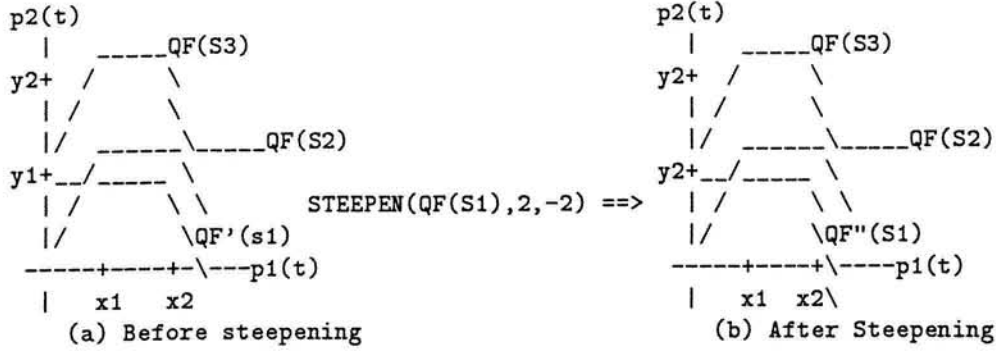 p2(t) p2(t)
| _____QF(S3) | _____QF(S3)
y2+ / \ y2+ / \
| / \ | / \
|/ ______ \_____QF(S2) |/ ______ \_____QF(S2)
y1+__/_____ \ y2+__/_____ \
| / \ \ STEEPEN(QF(S1),2,-2) ==> | / \ \
|/ \QF'(s1) |/ \QF"(S1)
-----+----+-\---p1(t) -----+----+\----p1(t)
| x1 x2 | x1 x2\
(a) Before steepening (b) After Steepening